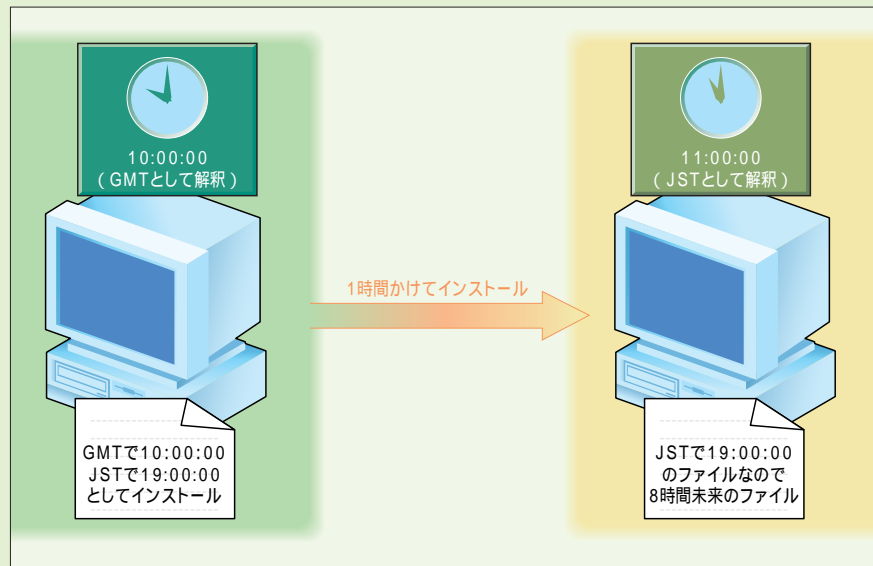 10:00:00
(GMTとして解釈)
11:00:00
(JSTとして解釈)
1時間かけてインストール
GMTで10:00:00
JSTで19:00:00
としてインストール
JSTで19:00:00
のファイルなので
8時間未来のファイル